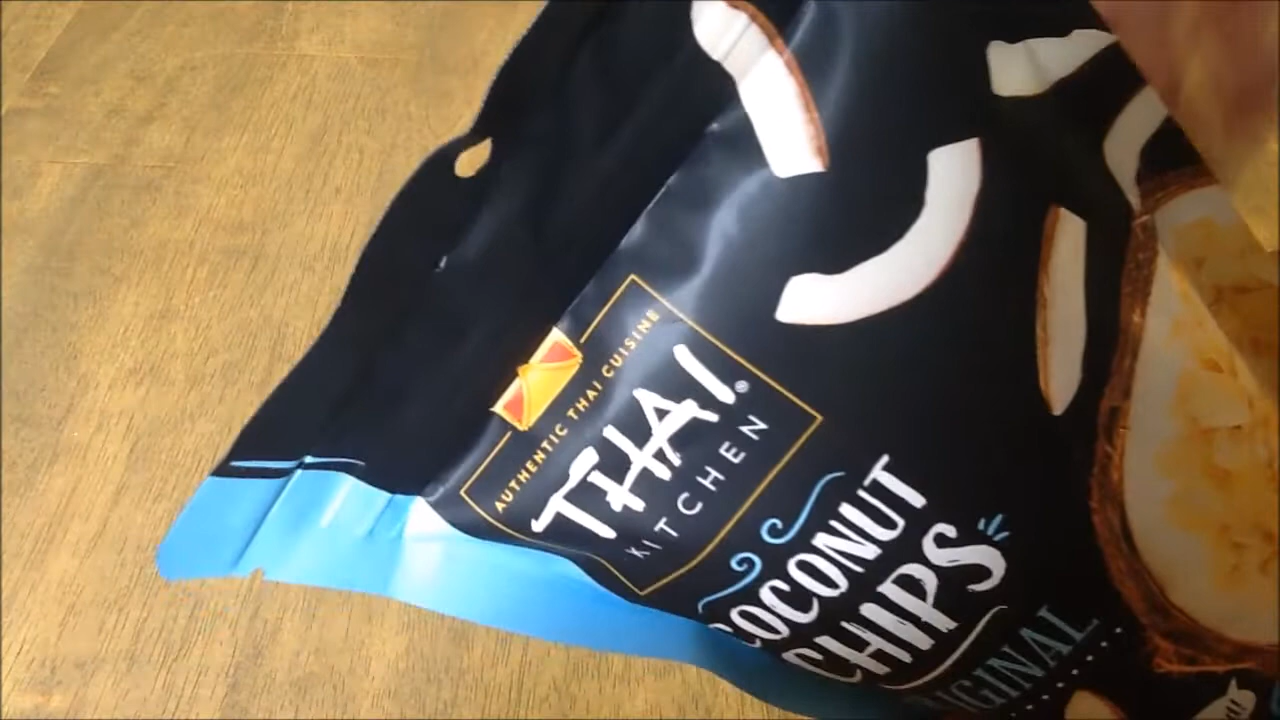 AUTHENTIC THAI CUISINE
THAI®
KITCHEN
COCONUT
CHIPS